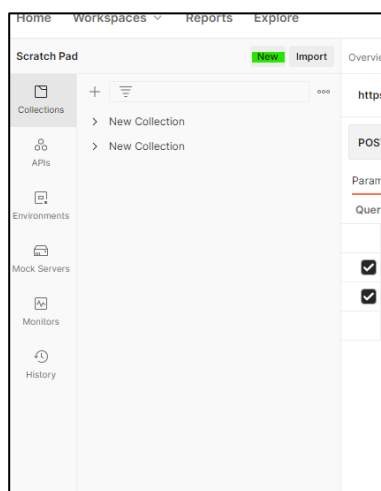 Home Workspaces Reports Explore
Scratch Pad New Import Overvie
Collections
New Collection
New Collection
APIs
Environments
Mock Servers
Monitors
History
https
POST
Param
Quer